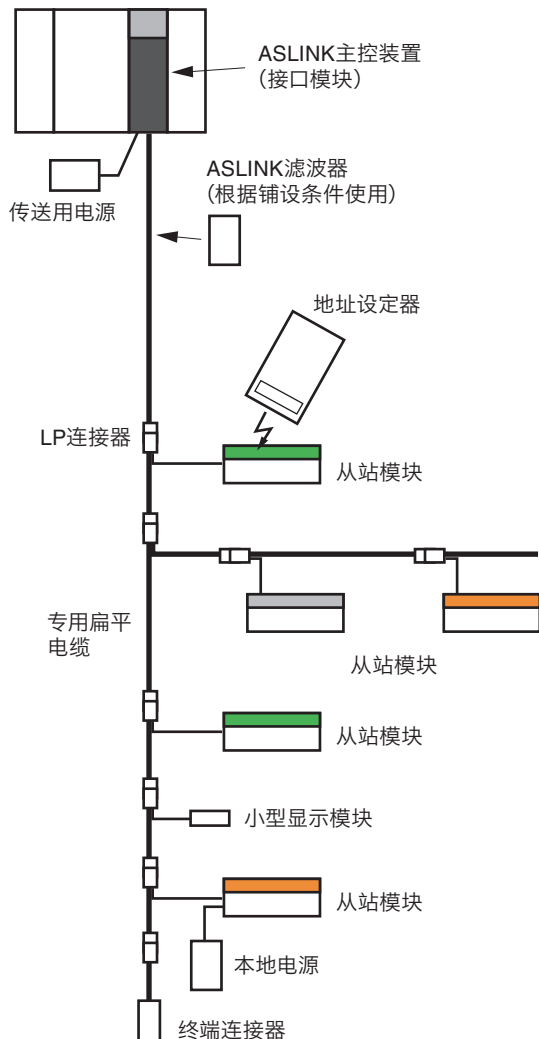 ASLINK主控装置
（接口模块）
ASLINK滤波器
（根据铺设条件使用）
传送用电源
地址设定器
LP连接器
从站模块
专用扁平
电缆
从站模块
从站模块
小型显示模块
从站模块
本地电源
终端连接器